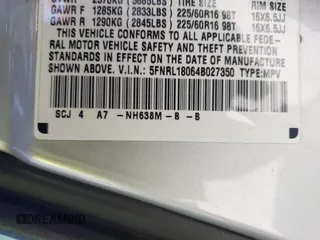 GAWR F 1285KG (2833LBS) 225/60R16 98T 16X6.5JJ
GAWR R 1290KG (2845LBS) 225/60R16 98T 16X6.5JJ
THIS VEHICLE CONFORMS TO ALL APPLICABLE FEDE-
RAL MOTOR VEHICLE SAFETY AND THEFT PREVENTION
STANDARDS IN EFFECT ON THE DATE OF MANUFACTURE
SHOWN ABOVE. V.I.N: 5FNRL18064B027350 TYPE:MPV
SCJ 4 A7 -NH638M-B -B
DREAMBID